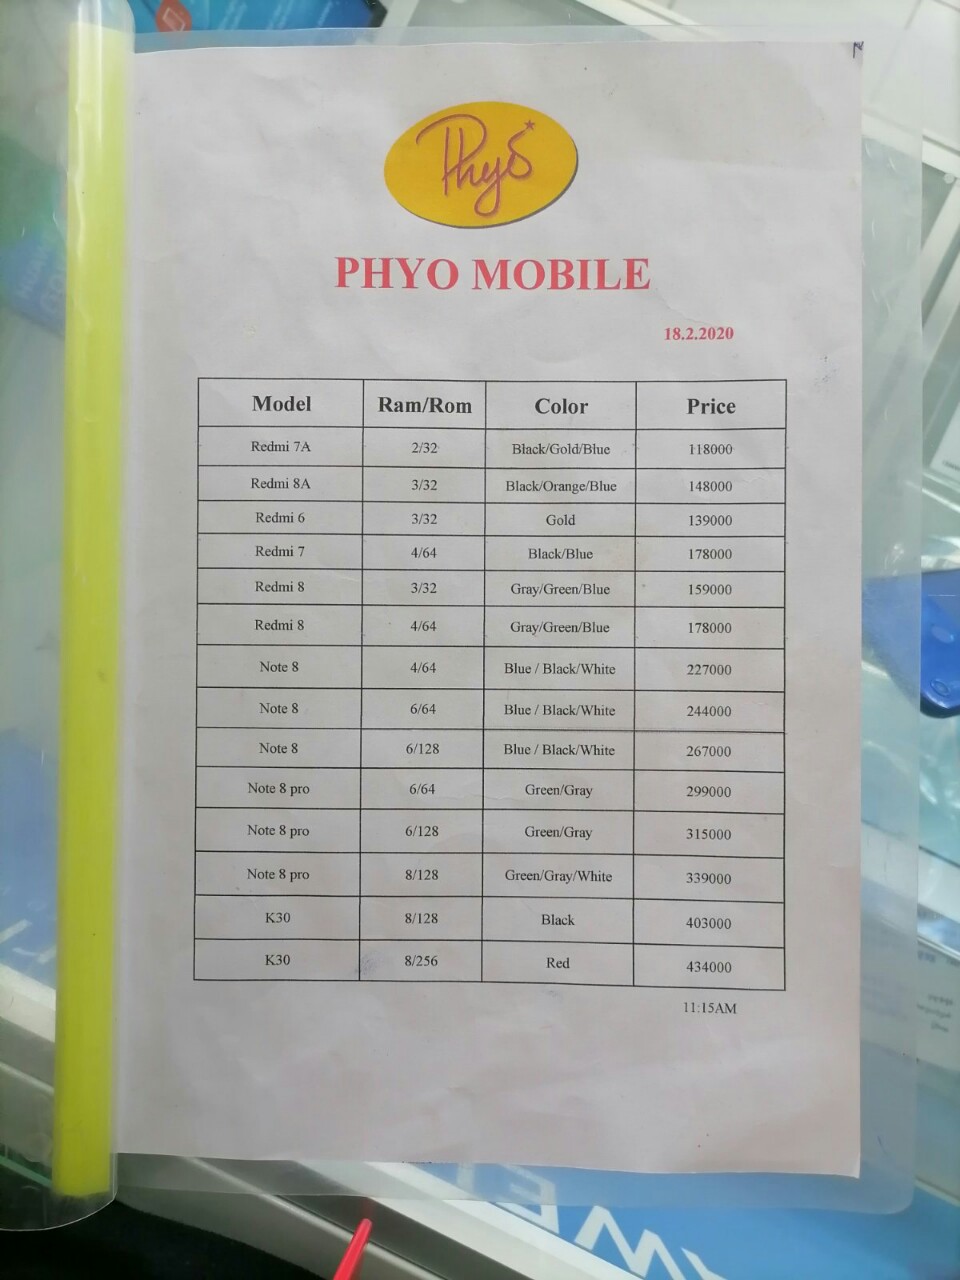 Phyo
PHYO MOBILE
18.2.2020
Model Ram/Rom Color Price
Redmi 7A 2/32 Black/Gold/Blue 118000
Redmi 8A 3/32 Black/Orange/Blue 148000
Redmi 6 3/32 Gold 139000
Redmi 7 4/64 Black/Blue 178000
Redmi 8 3/32 Gray/Green/Blue 159000
Redmi 8 4/64 Gray/Green/Blue 178000
Note 8 4/64 Blue / Black/White 227000
Note 8 6/64 Blue / Black/White 244000
Note 8 6/128 Blue / Black/White 267000
Note 8 pro 6/64 Green/Gray 299000
Note 8 pro 6/128 Green/Gray 315000
Note 8 pro 8/128 Green/Gray/White 339000
K30 8/128 Black 403000
K30 8/256 Red 434000
11:15AM